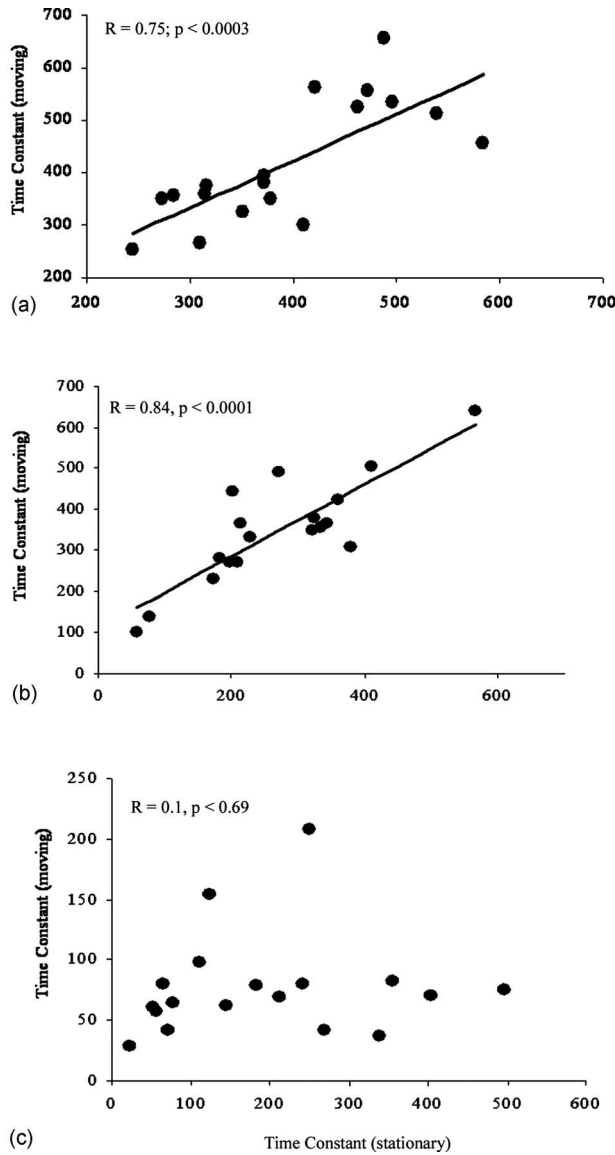 R = 0.75; p < 0.0003
Time Constant (moving)
700
600
500
400
300
200
200 300 400 500 600 700
(a)
R = 0.84, p < 0.0001
Time Constant (moving)
700
600
500
400
300
200
100
0
0 200 400 600
(b)
R = 0.1, p < 0.69
Time Constant (moving)
250
200
150
100
50
0
0 100 200 300 400 500 600
(c) Time Constant (stationary)